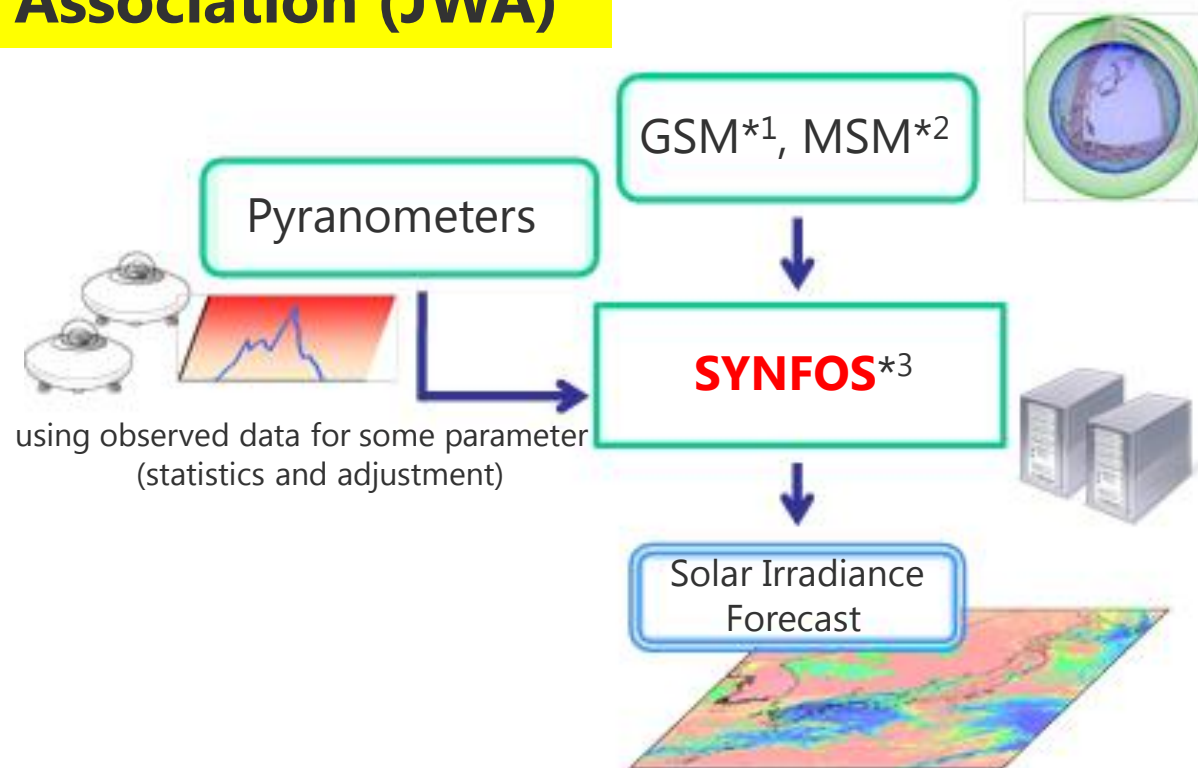 Association (JWA)
GSM*1, MSM*2
Pyranometers
SYNFOS*3
using observed data for some parameter
(statistics and adjustment)
Solar Irradiance
Forecast